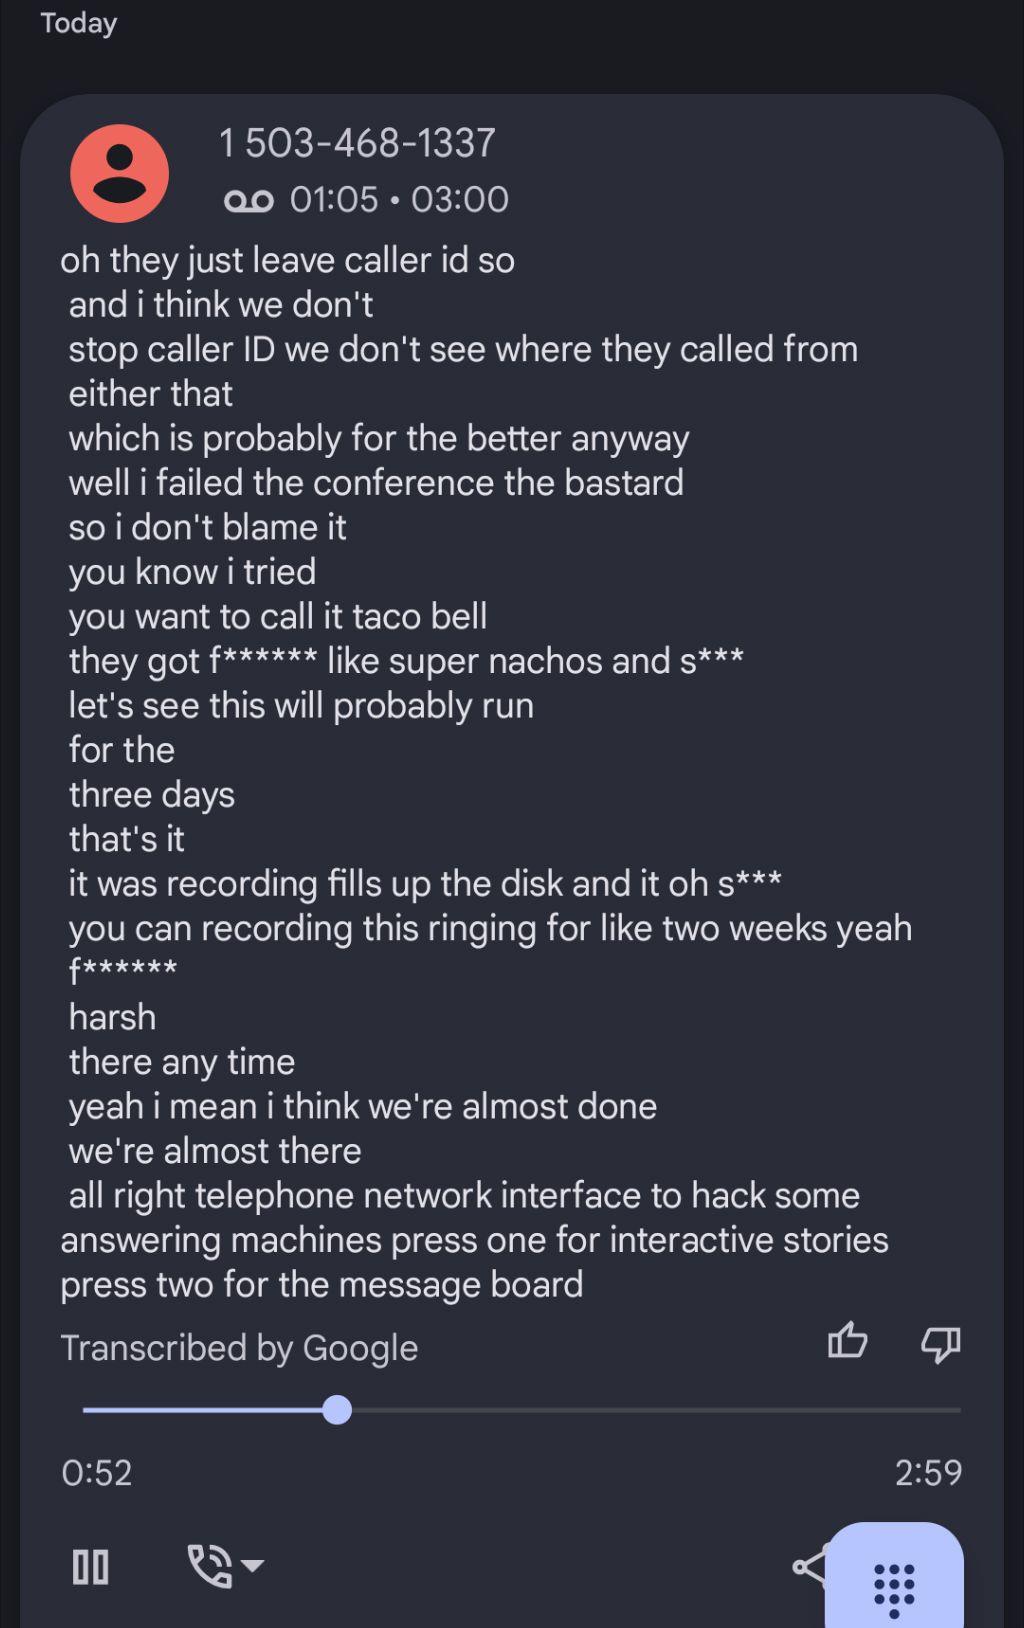 Today
1 503-468-1337
01:05 • 03:00
oh they just leave caller id so
and i think we don't
stop caller ID we don't see where they called from
either that
which is probably for the better anyway
well i failed the conference the bastard
so i don't blame it
you know i tried
you want to call it taco bell
they got f****** like super nachos and s***
let's see this will probably run
for the
three days
that's it
it was recording fills up the disk and it oh s***
you can recording this ringing for like two weeks yeah
f******
harsh
there any time
yeah i mean i think we're almost done
we're almost there
all right telephone network interface to hack some
answering machines press one for interactive stories
press two for the message board
Transcribed by Google
0:52
2:59